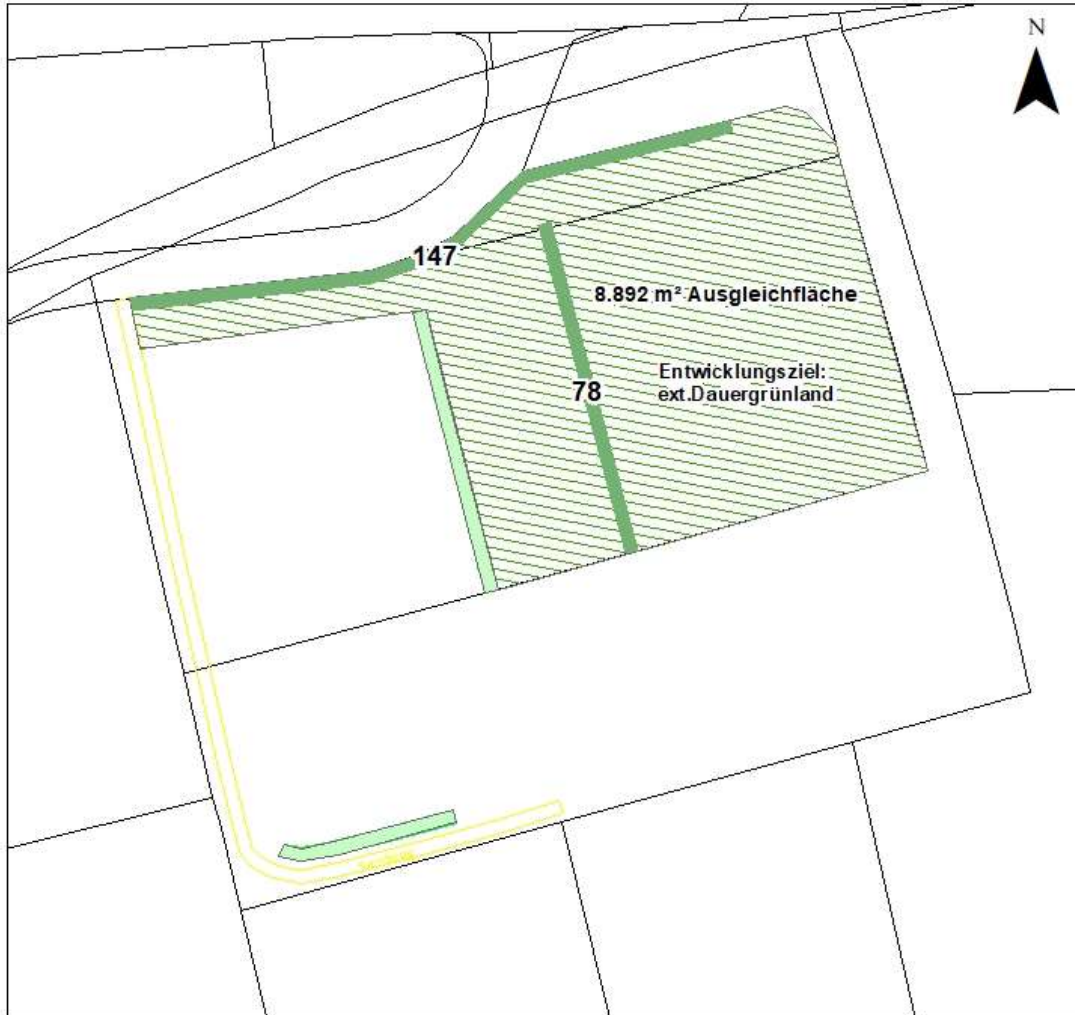 N
147
8.892 m² Ausgleichfläche
Entwicklungsziel:
ext.Dauergrünland
78